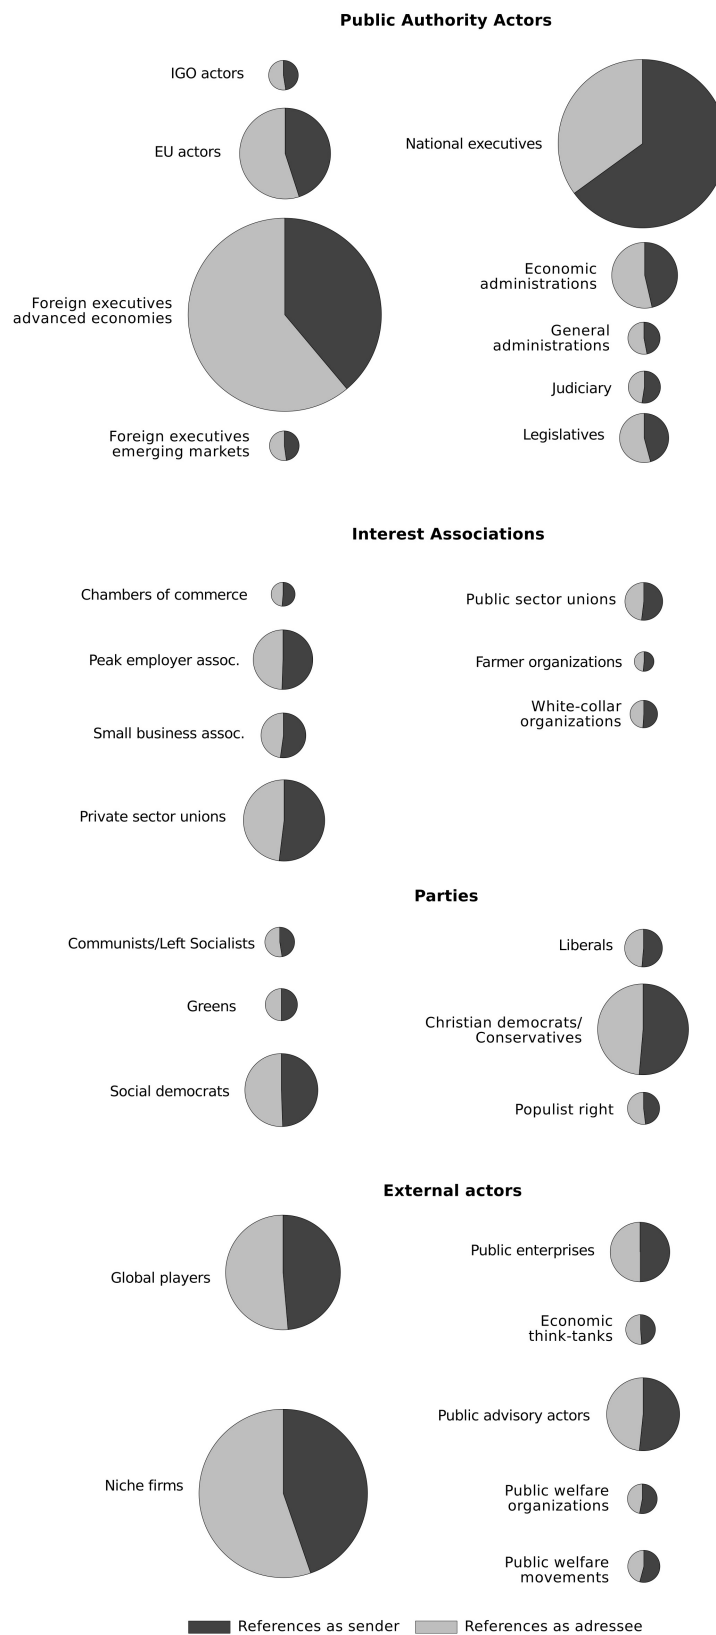 Public Authority Actors
IGO actors
EU actors
National executives
Foreign executives
advanced economies
Economic
administrations
General
administrations
Judiciary
Foreign executives
emerging markets
Legislatives
Interest Associations
Chambers of commerce
Public sector unions
Peak employer assoc.
Farmer organizations
Small business assoc.
White-collar
organizations
Private sector unions
Parties
Communists/Left Socialists
Liberals
Greens
Christian democrats/
Conservatives
Social democrats
Populist right
External actors
Global players
Public enterprises
Economic
think-tanks
Niche firms
Public advisory actors
Public welfare
organizations
Public welfare
movements
References as sender
References as adressee